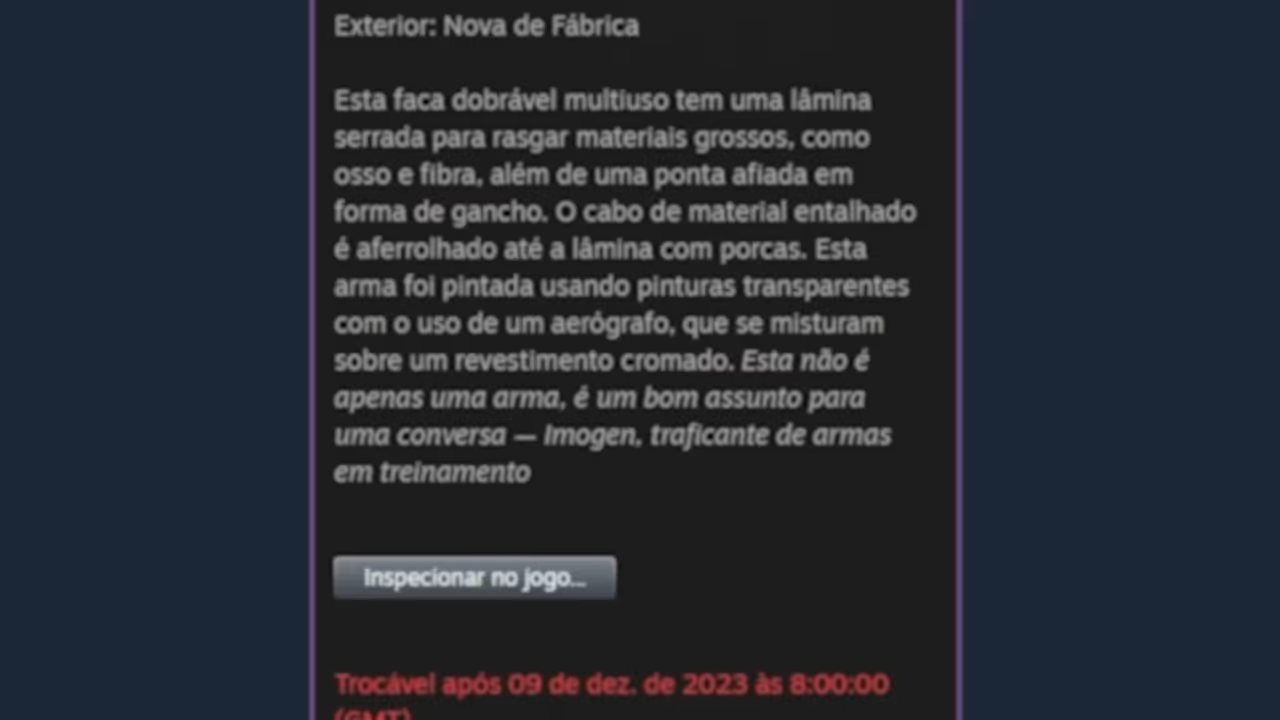 Exterior: Nova de Fábrica
Esta faca dobrável multiuso tem uma lâmina
serrada para rasgar materiais grossos, como
osso e fibra, além de uma ponta afiada em
forma de gancho. O cabo de material entalhado
é aferrolhado até a lâmina com porcas. Esta
arma foi pintada usando pinturas transparentes
com o uso de um aerógrafo, que se misturam
sobre um revestimento cromado. Esta não é
apenas uma arma, é um bom assunto para
uma conversa — Imogen, traficante de armas
em treinamento
Inspecionar no jogo...
Trocável após 09 de dez. de 2023 às 8:00:00
(GMT)